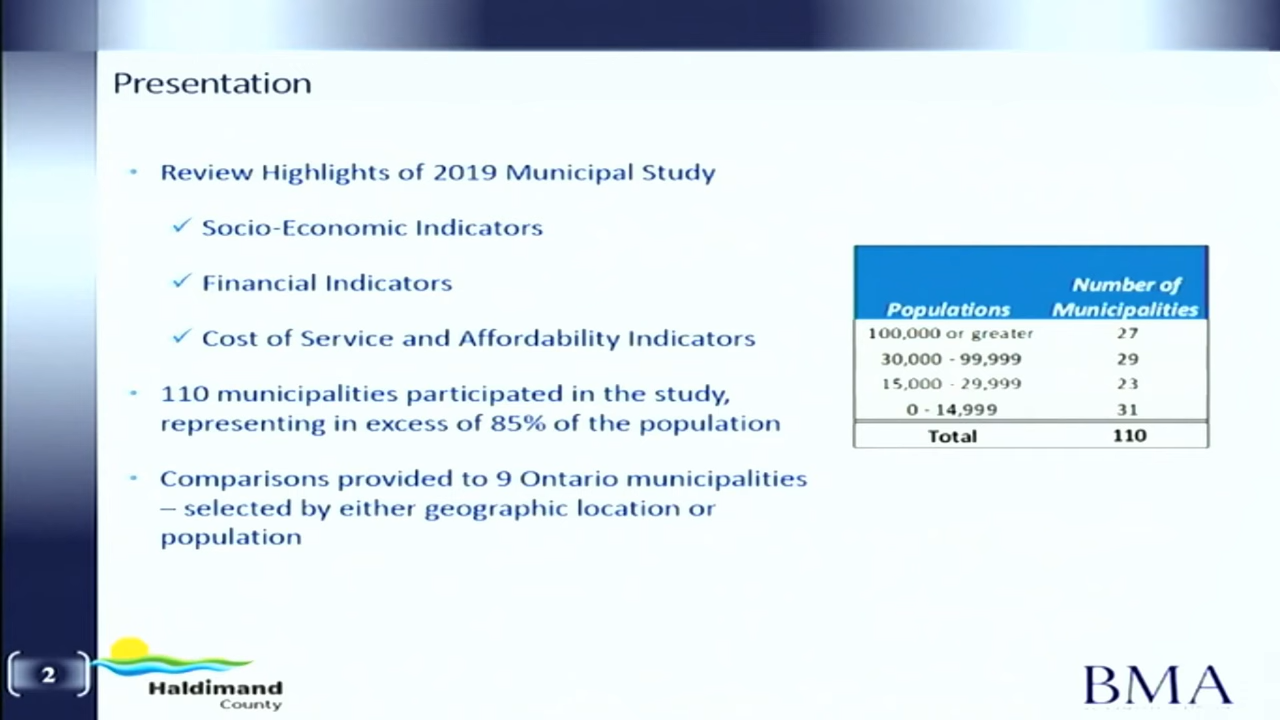 Presentation
• Review Highlights of 2019 Municipal Study
✓ Socio-Economic Indicators
✓ Financial Indicators
✓ Cost of Service and Affordability Indicators
• 110 municipalities participated in the study,
representing in excess of 85% of the population
• Comparisons provided to 9 Ontario municipalities
– selected by either geographic location or
population
Number of
Populations Municipalities
100,000 or greater 27
30,000 - 99,999 29
15,000 - 29,999 23
0 - 14,999 31
Total 110
2
Haldimand
County
BMA